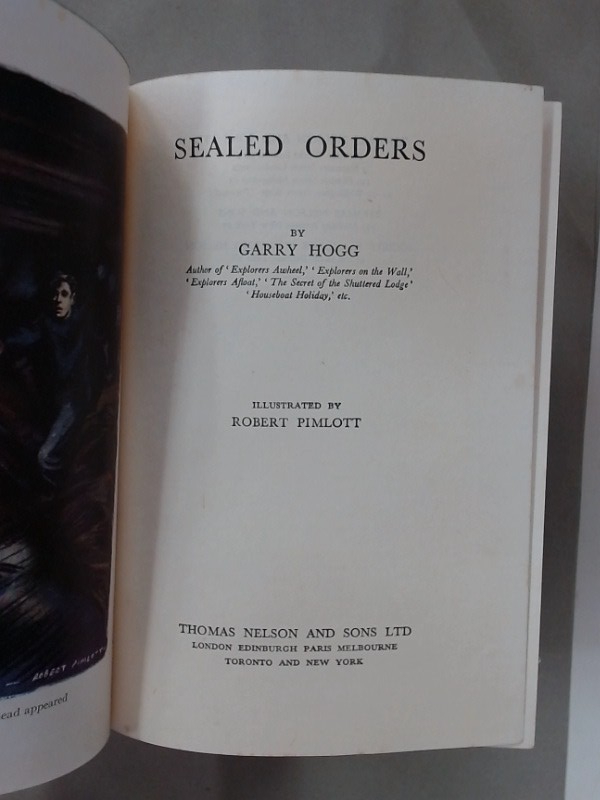 ROBERT PIMLOTT
ead appeared
SEALED ORDERS
BY
GARRY HOGG
Author of ‘Explorers Awheel,’ ‘Explorers on the Wall,’
‘Explorers Afloat,’ ‘The Secret of the Shuttered Lodge’
‘Houseboat Holiday,’ etc.
ILLUSTRATED BY
ROBERT PIMLOTT
THOMAS NELSON AND SONS LTD
LONDON EDINBURGH PARIS MELBOURNE
TORONTO AND NEW YORK